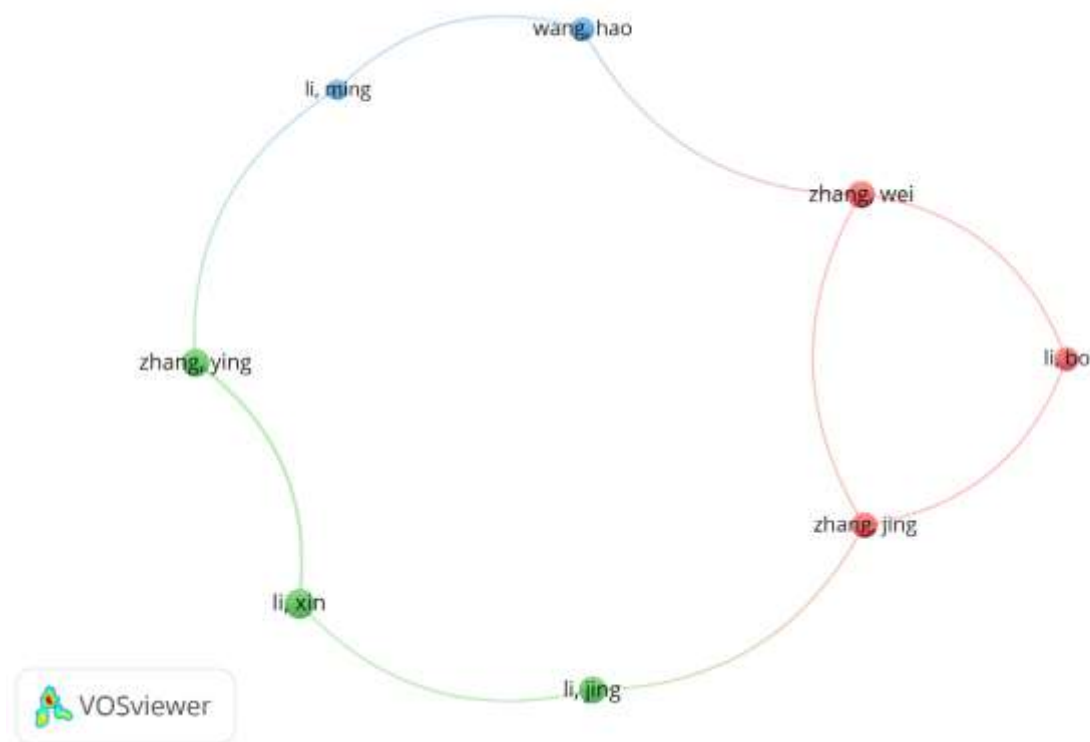 wang, hao
li, ming
zhang, wei
li, bo
zhang, ying
zhang, jing
li, xin
li, jing
VOSviewer